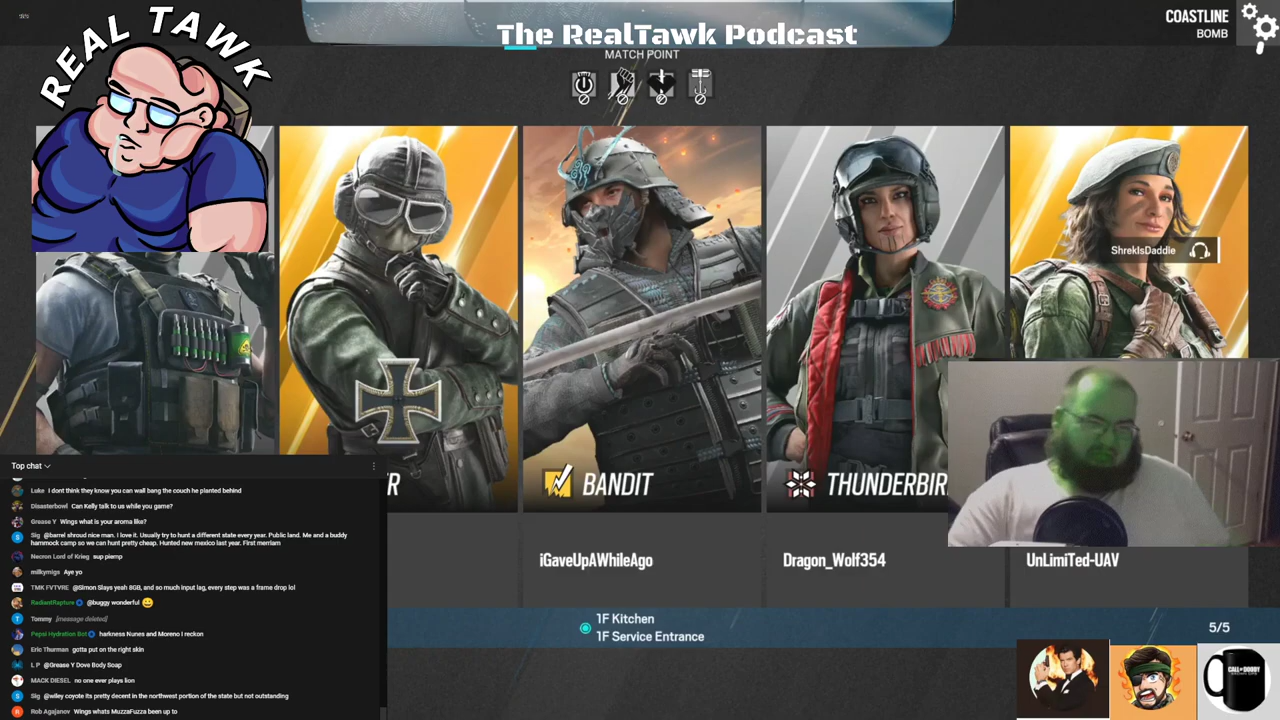 REAL TAWK
The RealTawk Podcast
MATCH POINT
COASTLINE
BOMB
ShrekIsDaddie
BANDIT
THUNDERBIR
iGaveUpAWhileAgo
Dragon_Wolf354
UnLimiTed-UAV
1F Kitchen
1F Service Entrance
5/5
Top chat
Luke I dont think they know you can wall bang the couch he planted behind
Disasterbowl Can Kelly talk to us while you game?
Grease Y Wings what is your aroma like?
Sig @barrel shroud nice man. I love it. Usually try to hunt a different state every year. Public land. Me and a buddy
hammock camp so we can hunt pretty cheap. Hunted new mexico last year. First merriam
Necron Lord of Krieg sup piemp
milkymigs Aye yo
TMK FVTVRE @Simon Slays yeah 8GB, and so much input lag, every step was a frame drop lol
RadiantRapture @buggy wonderful
Tommy [message deleted]
Pepsi Hydration Bot harkness Nunes and Moreno I reckon
Eric Thurman gotta put on the right skin
L P @Grease Y Dove Body Soap
MACK DIESEL no one ever plays lion
Sig @wiley coyote its pretty decent in the northwest portion of the state but not outstanding
Rob Agajanov Wings whats MuzzaFuzza been up to